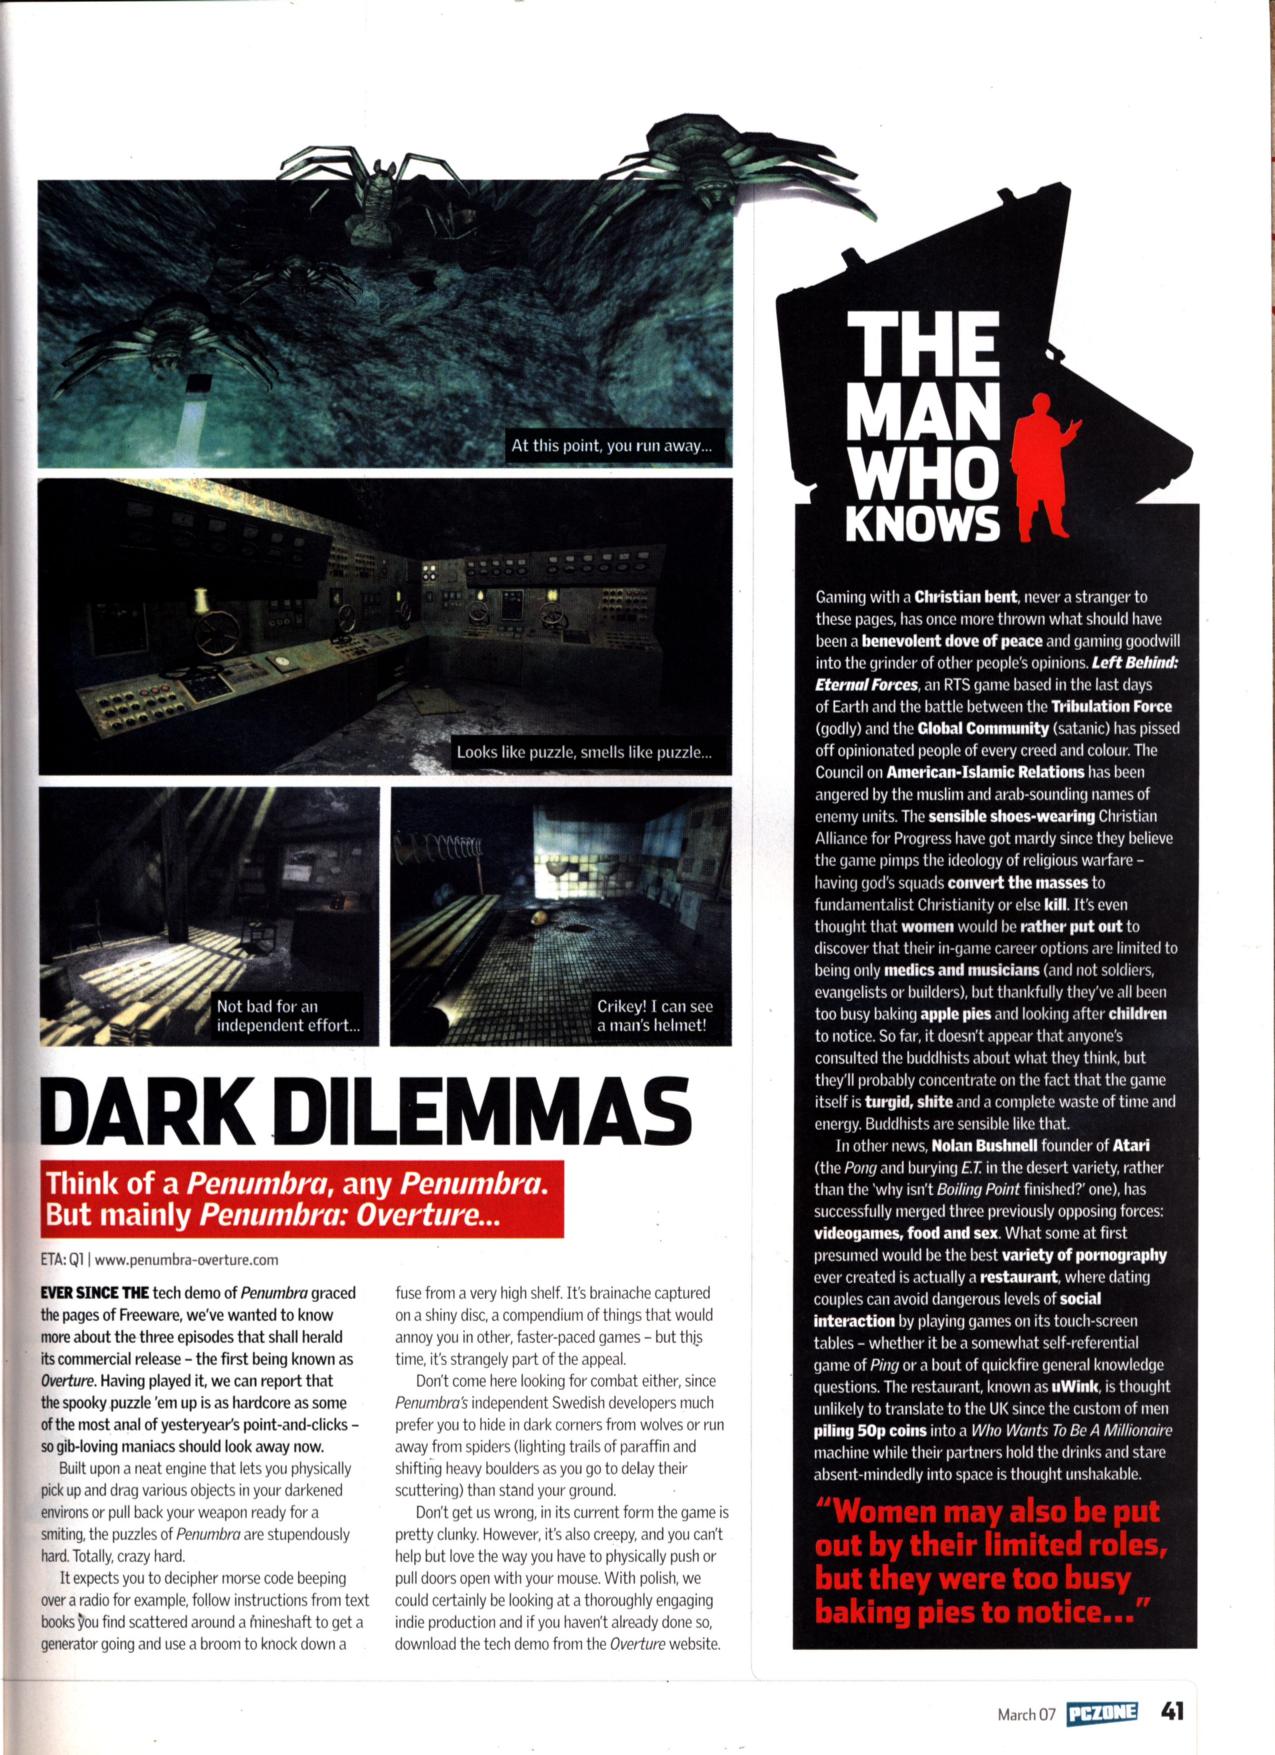 At this point, you run away...
Looks like puzzle, smells like puzzle...
Not bad for an
independent effort...
Crikey! I can see
a man's helmet!
DARK DILEMMAS
Think of a Penumbra, any Penumbra.
But mainly Penumbra: Overture...
ETA: Q1 | www.penumbra-overture.com
EVER SINCE THE tech demo of Penumbra graced
the pages of Freeware, we've wanted to know
more about the three episodes that shall herald
its commercial release – the first being known as
Overture. Having played it, we can report that
the spooky puzzle 'em up is as hardcore as some
of the most anal of yesteryear's point-and-clicks –
so gib-loving maniacs should look away now.
Built upon a neat engine that lets you physically
pick up and drag various objects in your darkened
environs or pull back your weapon ready for a
smiting, the puzzles of Penumbra are stupendously
hard. Totally, crazy hard.
It expects you to decipher morse code beeping
over a radio for example, follow instructions from text
books you find scattered around a mineshaft to get a
generator going and use a broom to knock down a
fuse from a very high shelf. It's brainache captured
on a shiny disc, a compendium of things that would
annoy you in other, faster-paced games – but this
time, it's strangely part of the appeal.
Don't come here looking for combat either, since
Penumbra's independent Swedish developers much
prefer you to hide in dark corners from wolves or run
away from spiders (lighting trails of paraffin and
shifting heavy boulders as you go to delay their
scuttering) than stand your ground.
Don't get us wrong, in its current form the game is
pretty clunky. However, it's also creepy, and you can't
help but love the way you have to physically push or
pull doors open with your mouse. With polish, we
could certainly be looking at a thoroughly engaging
indie production and if you haven't already done so,
download the tech demo from the Overture website.
THE
MAN
WHO
KNOWS
Gaming with a Christian bent, never a stranger to
these pages, has once more thrown what should have
been a benevolent dove of peace and gaming goodwill
into the grinder of other people's opinions. Left Behind:
Eternal Forces, an RTS game based in the last days
of Earth and the battle between the Tribulation Force
(godly) and the Global Community (satanic) has pissed
off opinionated people of every creed and colour. The
Council on American-Islamic Relations has been
angered by the muslim and arab-sounding names of
enemy units. The sensible shoes-wearing Christian
Alliance for Progress have got mardy since they believe
the game pimps the ideology of religious warfare –
having god's squads convert the masses to
fundamentalist Christianity or else kill. It's even
thought that women would be rather put out to
discover that their in-game career options are limited to
being only medics and musicians (and not soldiers,
evangelists or builders), but thankfully they've all been
too busy baking apple pies and looking after children
to notice. So far, it doesn't appear that anyone's
consulted the buddhists about what they think, but
they'll probably concentrate on the fact that the game
itself is turgid, shite and a complete waste of time and
energy. Buddhists are sensible like that.
In other news, Nolan Bushnell founder of Atari
(the Pong and burying E.T. in the desert variety, rather
than the 'why isn't Boiling Point finished?' one), has
successfully merged three previously opposing forces:
videogames, food and sex. What some at first
presumed would be the best variety of pornography
ever created is actually a restaurant, where dating
couples can avoid dangerous levels of social
interaction by playing games on its touch-screen
tables – whether it be a somewhat self-referential
game of Ping or a bout of quickfire general knowledge
questions. The restaurant, known as uWink, is thought
unlikely to translate to the UK since the custom of men
piling 50p coins into a Who Wants To Be A Millionaire
machine while their partners hold the drinks and stare
absent-mindedly into space is thought unshakable.
"Women may also be put
out by their limited roles,
but they were too busy
baking pies to notice..."
March 07 PCZONE 41